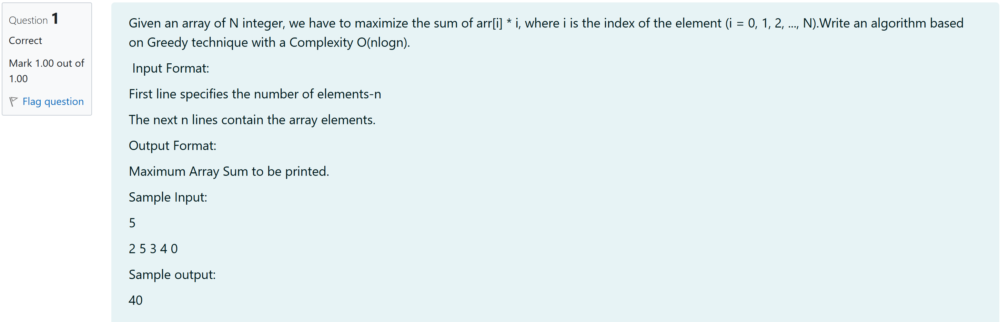 Question 1
Correct
Mark 1.00 out of
1.00
Flag question
Given an array of N integer, we have to maximize the sum of arr[i] * i, where i is the index of the element (i = 0, 1, 2, ..., N).Write an algorithm based
on Greedy technique with a Complexity O(nlogn).
Input Format:
First line specifies the number of elements-n
The next n lines contain the array elements.
Output Format:
Maximum Array Sum to be printed.
Sample Input:
5
2 5 3 4 0
Sample output:
40